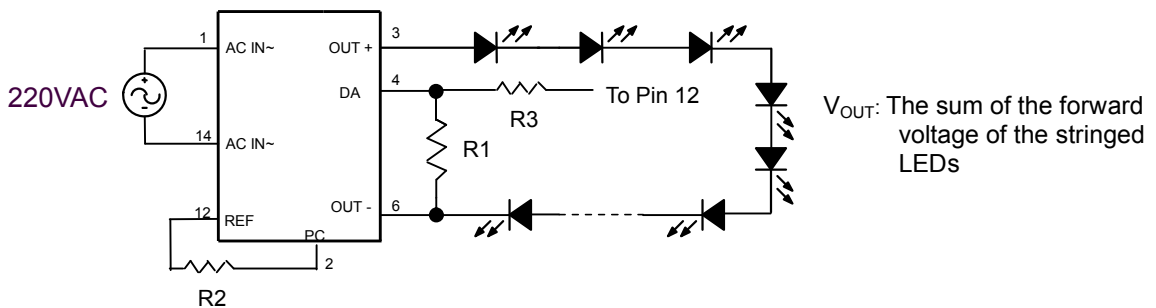 1
AC IN~
OUT +
3
DA
4
R3
To Pin 12
220VAC
R1
14
AC IN~
12
REF
OUT -
6
PC
2
R2
VOUT: The sum of the forward
voltage of the stringed
LEDs